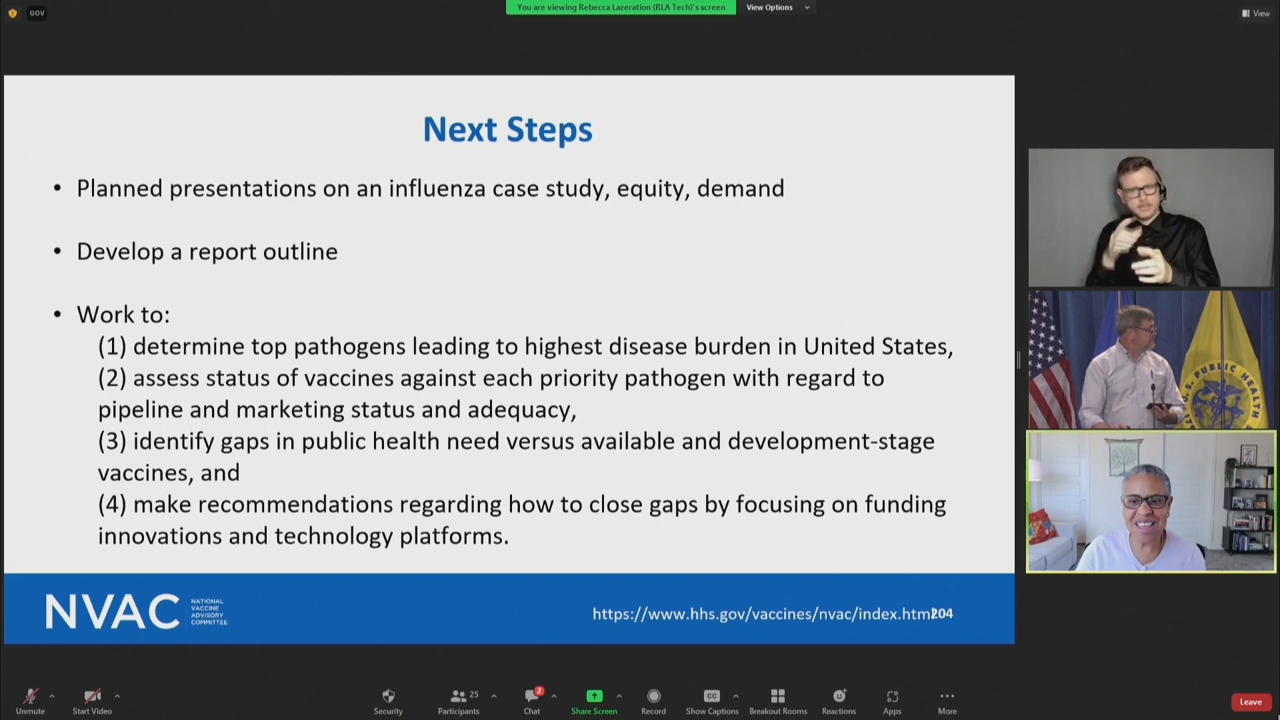 GOV
You are viewing Rebecca Lazeration (RLA Tech)'s screen
View Options
View
Next Steps
• Planned presentations on an influenza case study, equity, demand
• Develop a report outline
• Work to:
(1) determine top pathogens leading to highest disease burden in United States,
(2) assess status of vaccines against each priority pathogen with regard to
pipeline and marketing status and adequacy,
(3) identify gaps in public health need versus available and development-stage
vaccines, and
(4) make recommendations regarding how to close gaps by focusing on funding
innovations and technology platforms.
NVAC
NATIONAL
VACCINE
ADVISORY
COMMITTEE
https://www.hhs.gov/vaccines/nvac/index.html
204
U.S. PUBLIC HEALTH
Unmute
Start Video
Security
Participants
25
Chat
2
Share Screen
Record
CC
Show Captions
Breakout Rooms
Reactions
Apps
More
Leave